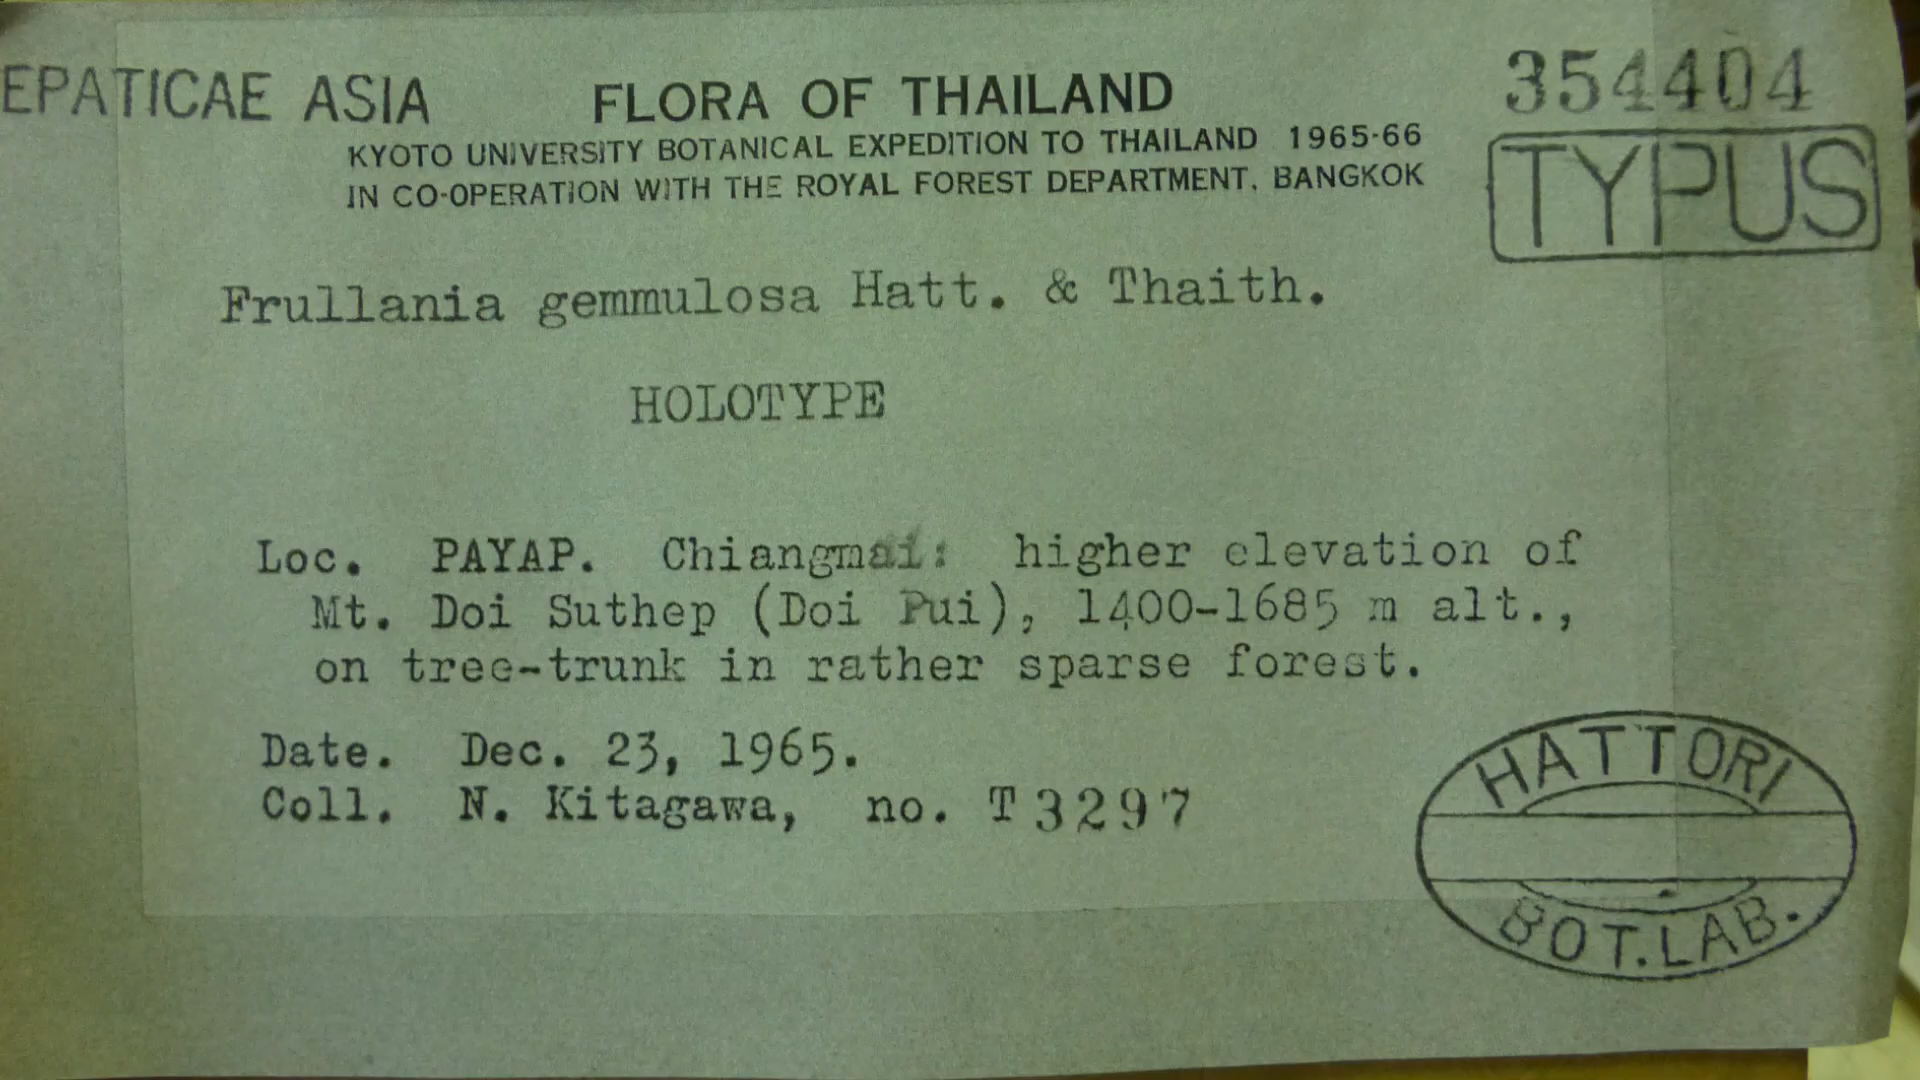 EPATICAE ASIA
FLORA OF THAILAND
354404
KYOTO UNIVERSITY BOTANICAL EXPEDITION TO THAILAND 1965-66
IN CO-OPERATION WITH THE ROYAL FOREST DEPARTMENT, BANGKOK
TYPUS
Frullania gemmulosa Hatt. & Thaith.
HOLOTYPE
Loc. PAYAP. Chiangmai: higher elevation of
Mt. Doi Suthep (Doi Pui), 1400-1685 m alt.,
on tree-trunk in rather sparse forest.
Date. Dec. 23, 1965.
Coll. N. Kitagawa, no. T3297
HATTORI
BOT.LAB.